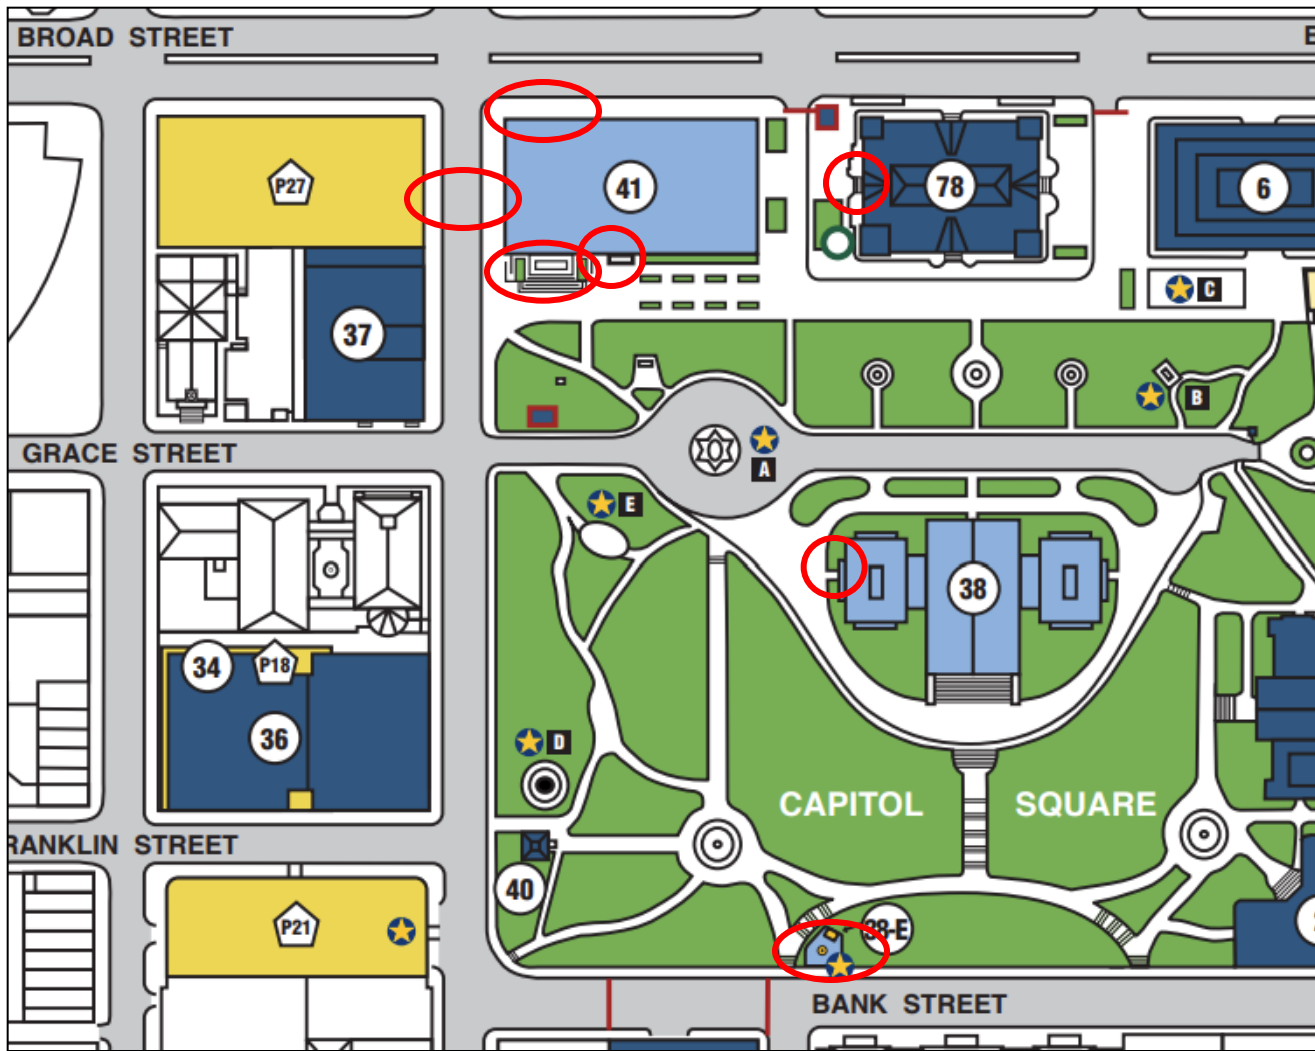 BROAD STREET
P27
41
78
6
C
37
B
GRACE STREET
A
E
38
34
P18
36
D
CAPITOL SQUARE
RANKLIN STREET
40
P21
38-E
BANK STREET